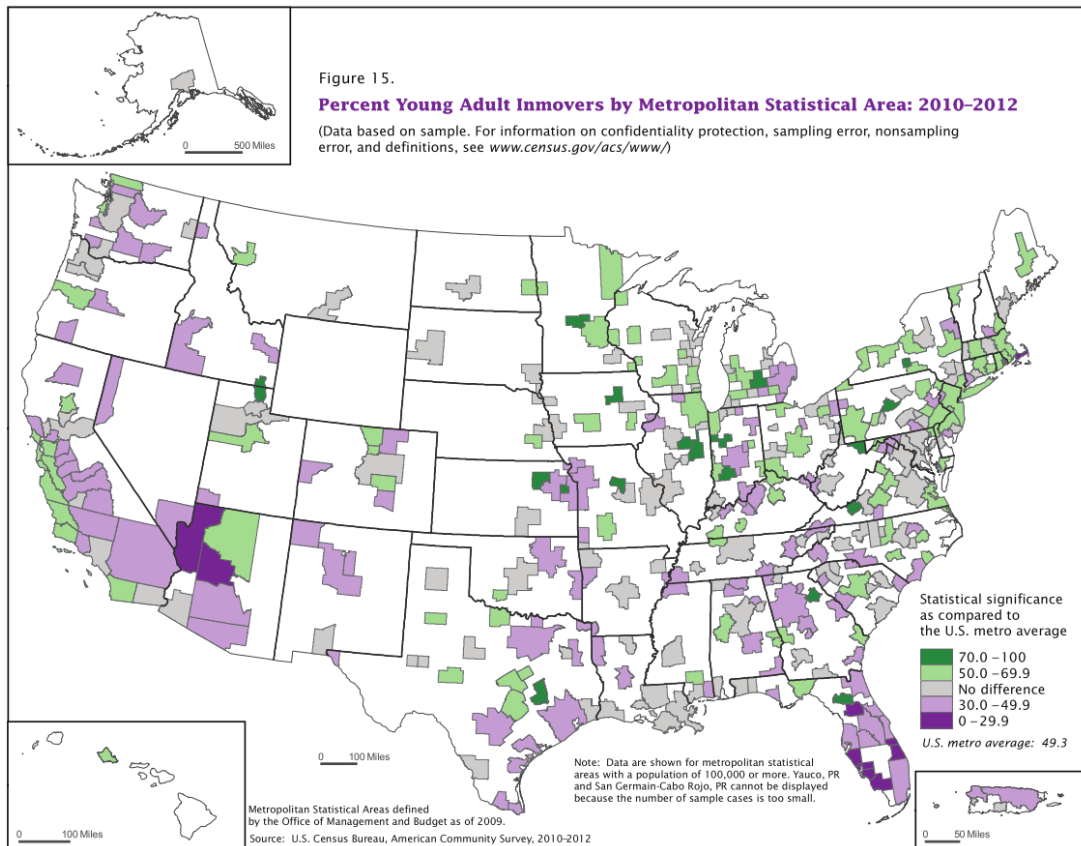 0 500 Miles
Figure 15.
Percent Young Adult Inmovers by Metropolitan Statistical Area: 2010–2012
(Data based on sample. For information on confidentiality protection, sampling error, nonsampling
error, and definitions, see www.census.gov/acs/www/)
Statistical significance
as compared to
the U.S. metro average
70.0 –100
50.0 –69.9
No difference
30.0 –49.9
0 –29.9
U.S. metro average: 49.3
0 100 Miles
0 100 Miles
Note: Data are shown for metropolitan statistical
areas with a population of 100,000 or more. Yauco, PR
and San Germain-Cabo Rojo, PR cannot be displayed
because the number of sample cases is too small.
0 50 Miles
Metropolitan Statistical Areas defined
by the Office of Management and Budget as of 2009.
Source: U.S. Census Bureau, American Community Survey, 2010–2012